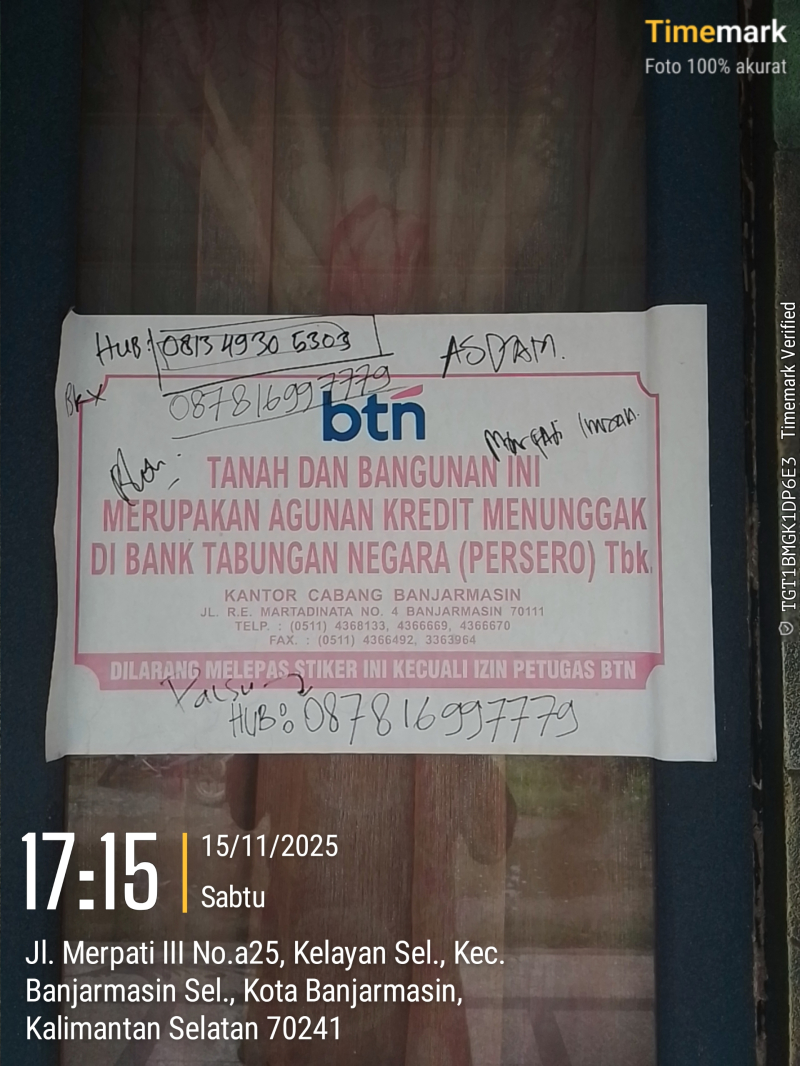 Timemark
Foto 100% akurat
HUB: 0813 4930 5303
ASDAM.
087816997779
btn
TANAH DAN BANGUNAN INI
MERUPAKAN AGUNAN KREDIT MENUNGGAK
DI BANK TABUNGAN NEGARA (PERSERO) Tbk.
KANTOR CABANG BANJARMASIN
JL. R.E. MARTADINATA NO. 4 BANJARMASIN 70111
TELP. : (0511) 4368133, 4366669, 4366670
FAX. : (0511) 4366492, 3363964
DILARANG MELEPAS STIKER INI KECUALI IZIN PETUGAS BTN
HUB: 087816997779
TGT1BMGK1DP6E3 Timemark Verified
17:15
15/11/2025
Sabtu
Jl. Merpati III No.a25, Kelayan Sel., Kec.
Banjarmasin Sel., Kota Banjarmasin,
Kalimantan Selatan 70241